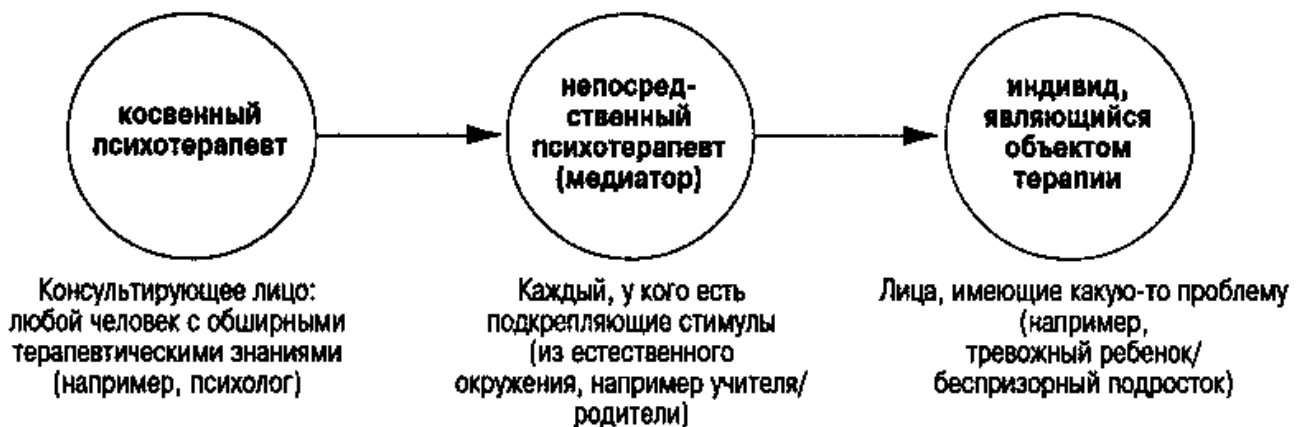 косвенный
психотерапевт
непосред-
ственный
психотерапевт
(медиатор)
индивид,
являющийся
объектом
терапии
Консультирующее лицо:
любой человек с обширными
терапевтическими знаниями
(например, психолог)
Каждый, у кого есть
подкрепляющие стимулы
(из естественного
окружения, например учителя/
родители)
Лица, имеющие какую-то проблему
(например,
тревожный ребенок/
беспризорный подросток)